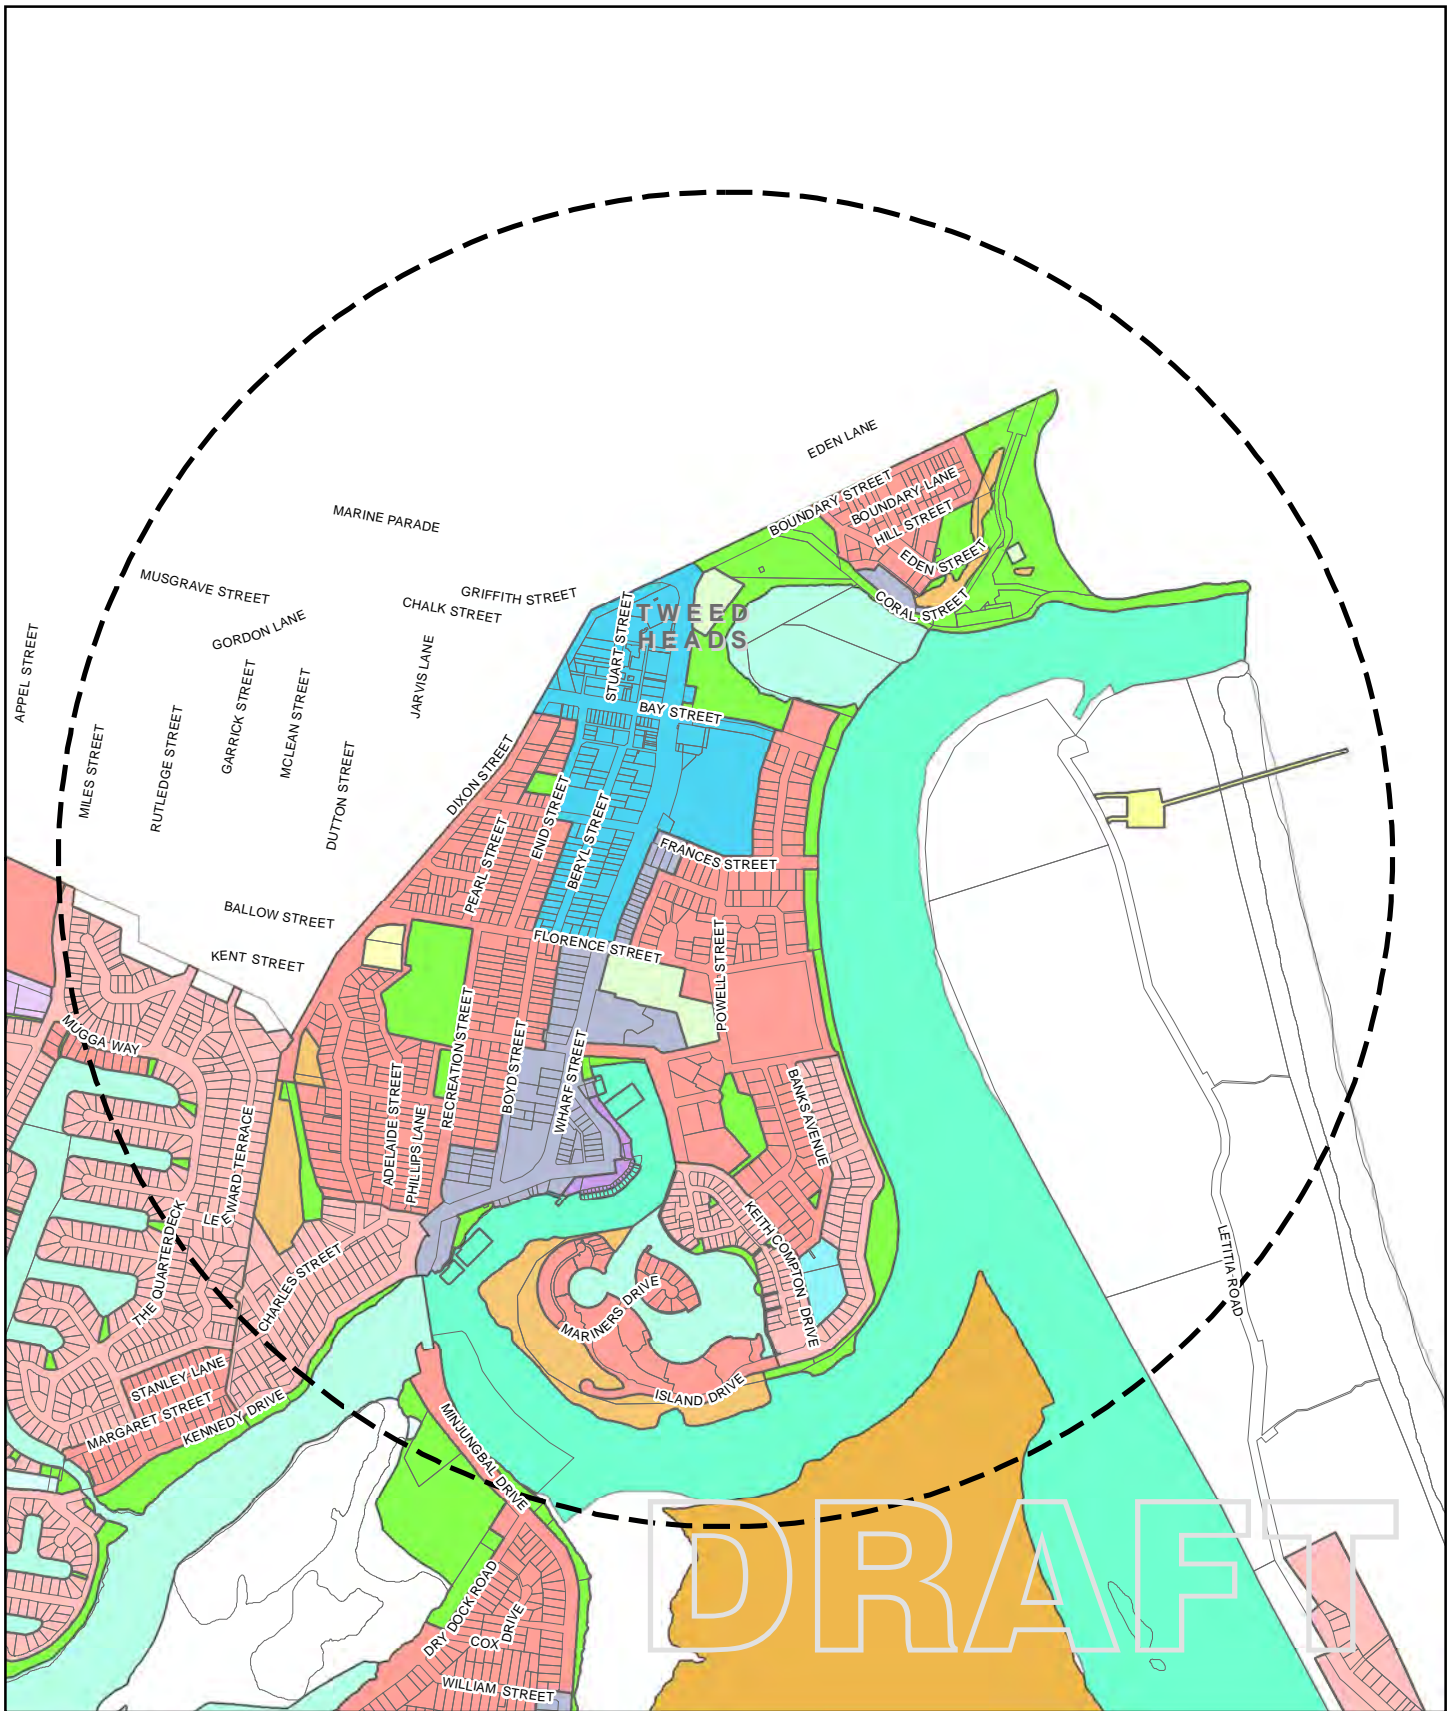 EDEN LANE
BOUNDARY STREET
BOUNDARY LANE
HILL STREET
EDEN STREET
CORAL STREET
MARINE PARADE
MUSGRAVE STREET
GORDON LANE
CHALK STREET
GRIFFITH STREET
TWEED
HEADS
STUART STREET
BAY STREET
APPEL STREET
MILES STREET
RUTLEDGE STREET
GARRICK STREET
MCLEAN STREET
DUTTON STREET
JARVIS LANE
DIXON STREET
ENID STREET
BERYL STREET
PEARL STREET
FRANCES STREET
BALLOW STREET
KENT STREET
FLORENCE STREET
POWELL STREET
MUGGA WAY
RECREATION STREET
BOYD STREET
WHARF STREET
ADELAIDE STREET
PHILLIPS LANE
BANKS AVENUE
LEEWARD TERRACE
THE QUARTERDECK
CHARLES STREET
KEITH COMPTON DRIVE
MARINERS DRIVE
ISLAND DRIVE
LETITIA ROAD
STANLEY LANE
MARGARET STREET
KENNEDY DRIVE
MINJUNGBAL DRIVE
DRY DOCK ROAD
COX DRIVE
WILLIAM STREET
DRAFT